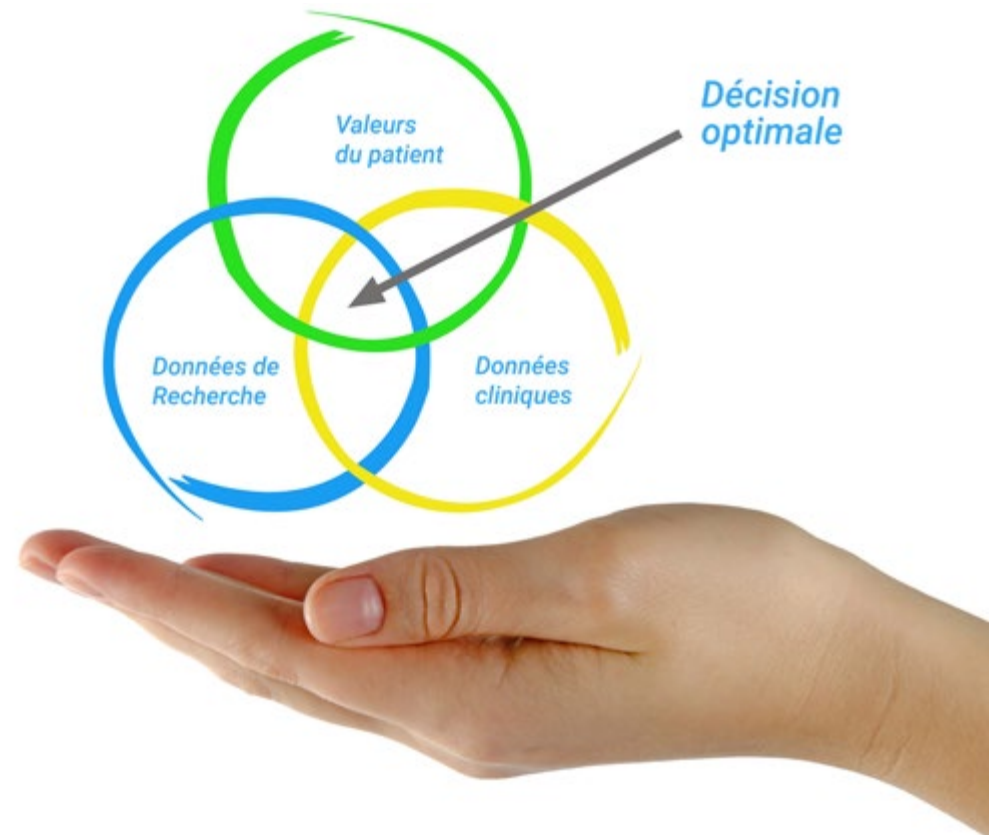 Valeurs
du patient
Décision
optimale
Données de
Recherche
Données
cliniques